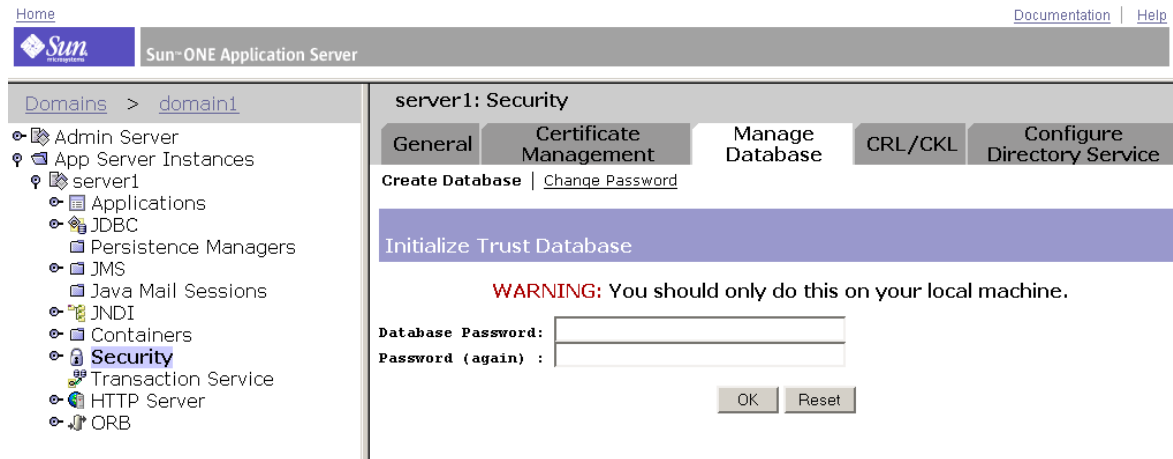 Home
Documentation | Help
Sun
microsystems
Sun™ ONE Application Server
Domains > domain1
Admin Server
App Server Instances
server1
Applications
JDBC
Persistence Managers
JMS
Java Mail Sessions
JNDI
Containers
Security
Transaction Service
HTTP Server
ORB
server1: Security
General
Certificate Management
Manage Database
CRL/CKL
Configure Directory Service
Create Database | Change Password
Initialize Trust Database
WARNING: You should only do this on your local machine.
Database Password:
Password (again) :
OK Reset